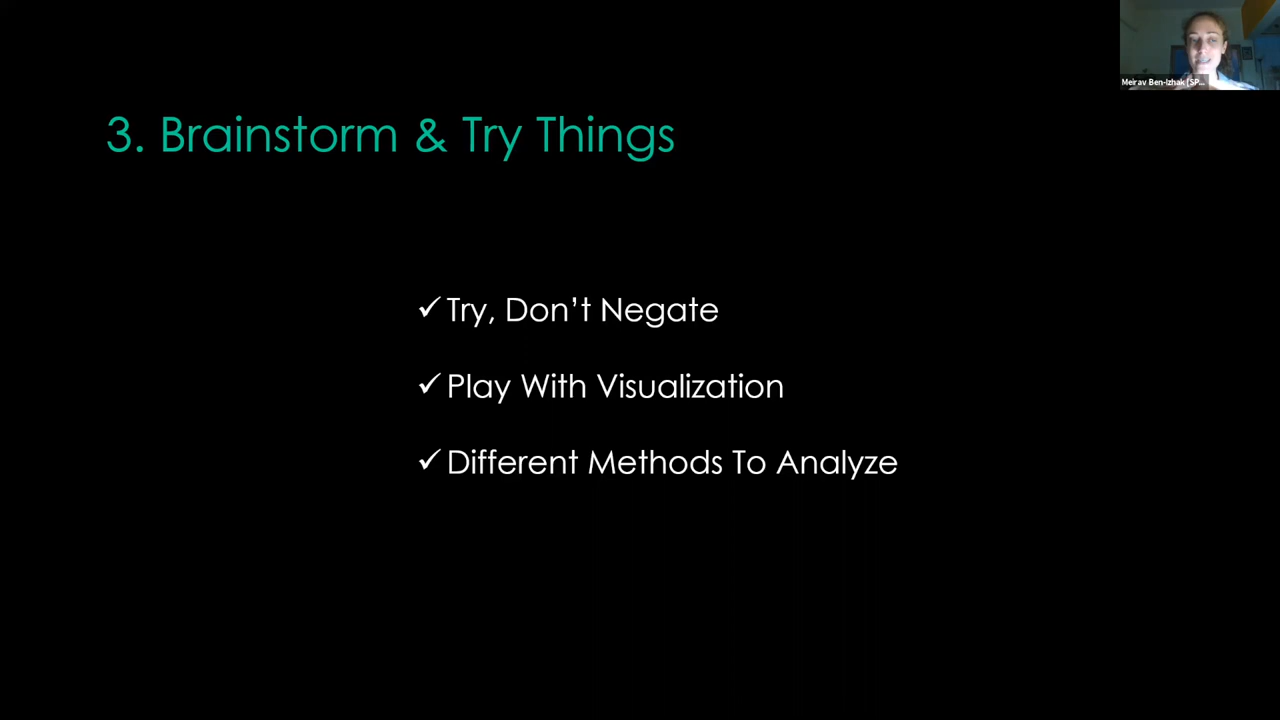 Meirav Ben-Izhak (SP...
3. Brainstorm & Try Things
✓ Try, Don’t Negate
✓ Play With Visualization
✓ Different Methods To Analyze